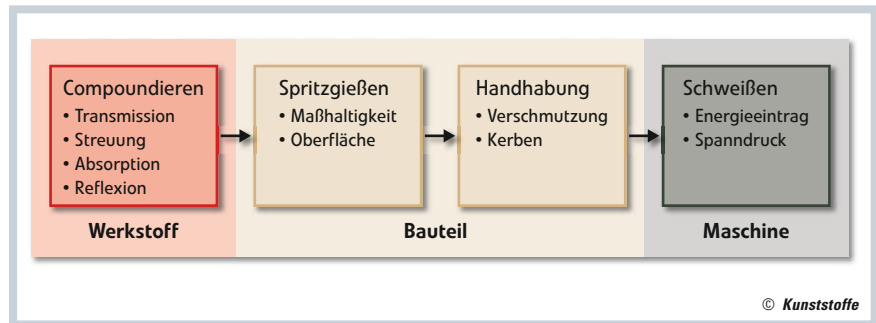 Compoundieren
• Transmission
• Streuung
• Absorption
• Reflexion
Werkstoff
Spritzgießen
• Maßhaltigkeit
• Oberfläche
Handhabung
• Verschmutzung
• Kerben
Bauteil
Schweißen
• Energieeintrag
• Spanndruck
Maschine
© Kunststoffe